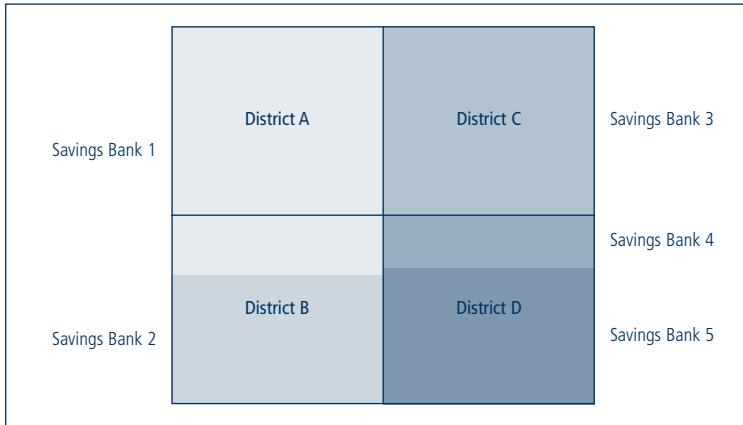 District A
District C
Savings Bank 3
Savings Bank 1
Savings Bank 4
District B
District D
Savings Bank 2
Savings Bank 5